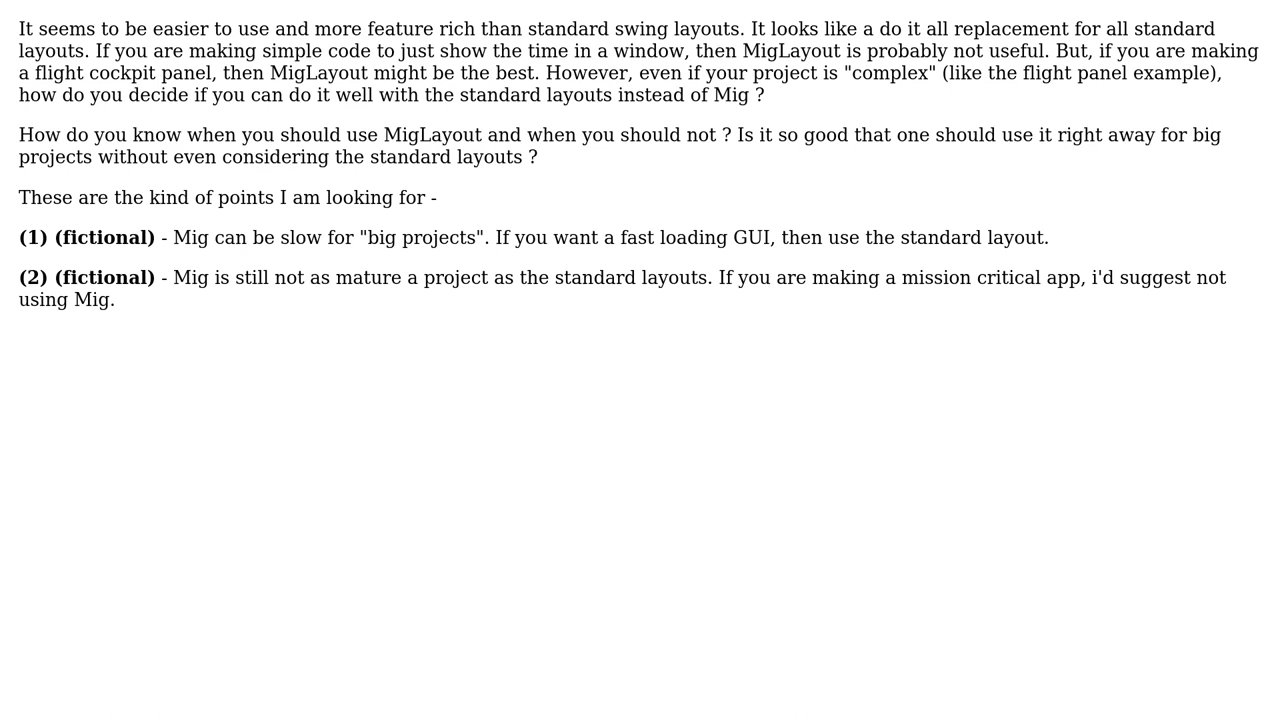 It seems to be easier to use and more feature rich than standard swing layouts. It looks like a do it all replacement for all standard
layouts. If you are making simple code to just show the time in a window, then MigLayout is probably not useful. But, if you are making
a flight cockpit panel, then MigLayout might be the best. However, even if your project is "complex" (like the flight panel example),
how do you decide if you can do it well with the standard layouts instead of Mig ?
How do you know when you should use MigLayout and when you should not ? Is it so good that one should use it right away for big
projects without even considering the standard layouts ?
These are the kind of points I am looking for -
(1) (fictional) - Mig can be slow for "big projects". If you want a fast loading GUI, then use the standard layout.
(2) (fictional) - Mig is still not as mature a project as the standard layouts. If you are making a mission critical app, i'd suggest not
using Mig.